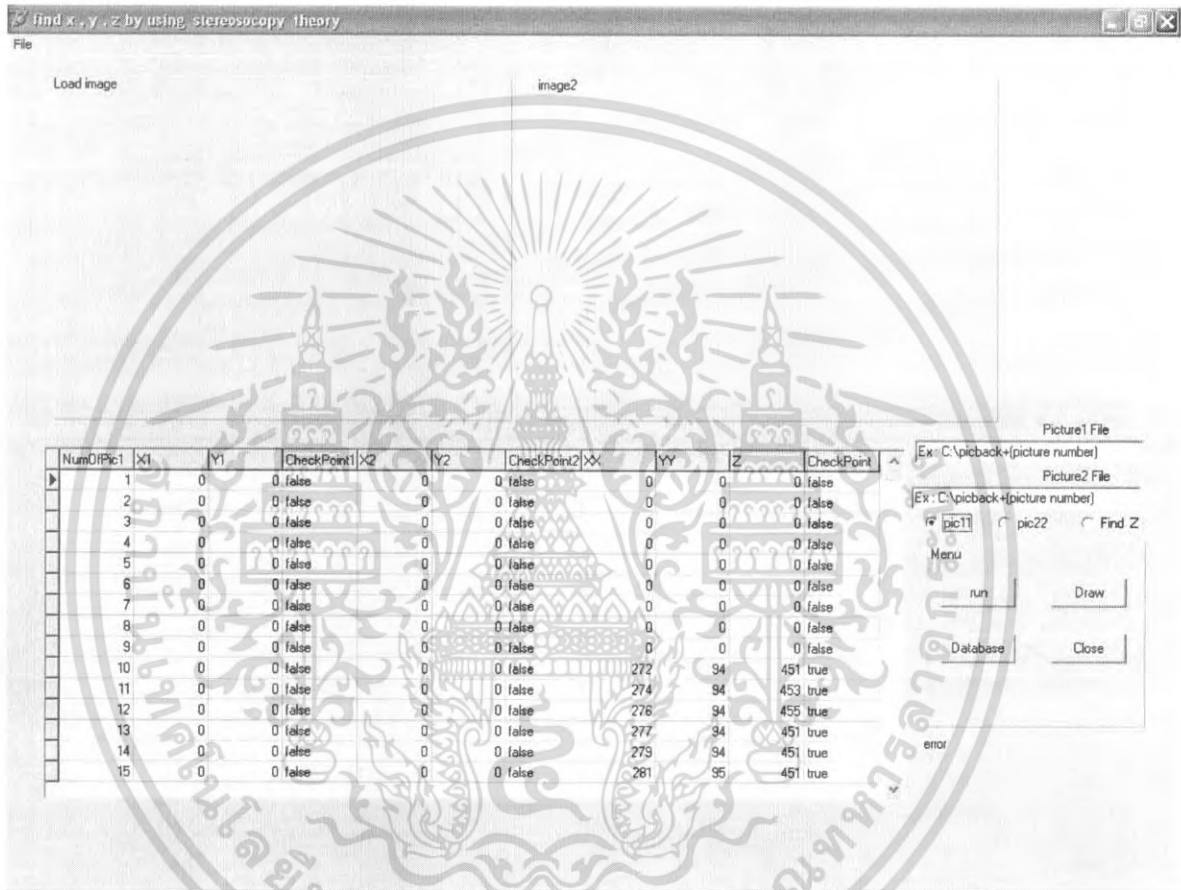 find x , y , z by using stereosocopy theory
File
Load image image2
NumOfPic1 X1 Y1 CheckPoint1 X2 Y2 CheckPoint2 XX YY Z CheckPoint
1 0 0 false 0 0 false 0 0 0 false
2 0 0 false 0 0 false 0 0 0 false
3 0 0 false 0 0 false 0 0 0 false
4 0 0 false 0 0 false 0 0 0 false
5 0 0 false 0 0 false 0 0 0 false
6 0 0 false 0 0 false 0 0 0 false
7 0 0 false 0 0 false 0 0 0 false
8 0 0 false 0 0 false 0 0 0 false
9 0 0 false 0 0 false 0 0 0 false
10 0 0 false 0 0 false 272 94 451 true
11 0 0 false 0 0 false 274 94 453 true
12 0 0 false 0 0 false 276 94 455 true
13 0 0 false 0 0 false 277 94 451 true
14 0 0 false 0 0 false 279 94 451 true
15 0 0 false 0 0 false 281 95 451 true
Picture1 File
Ex : C:\picback+(picture number)
Picture2 File
Ex : C:\picback+(picture number)
pic11 pic22 Find Z
Menu
run Draw
Database Close
error